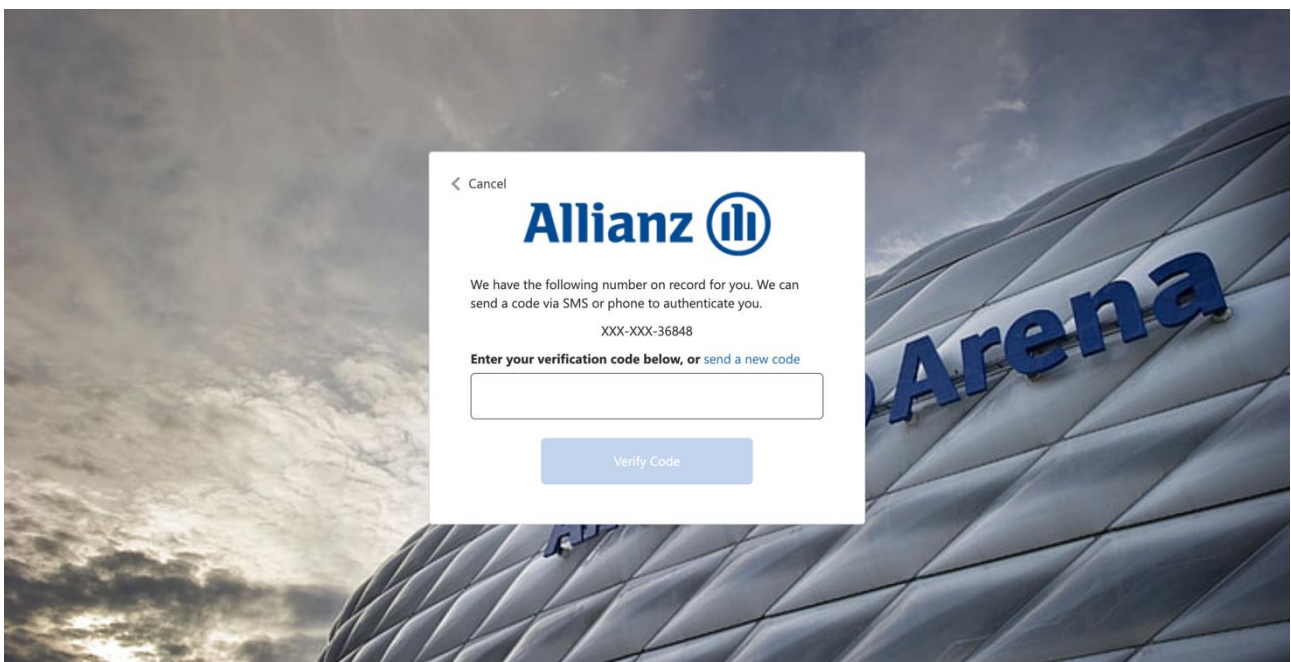 Cancel
Allianz
We have the following number on record for you. We can
send a code via SMS or phone to authenticate you.
XXX-XXX-36848
Enter your verification code below, or send a new code
Verify Code
Arena